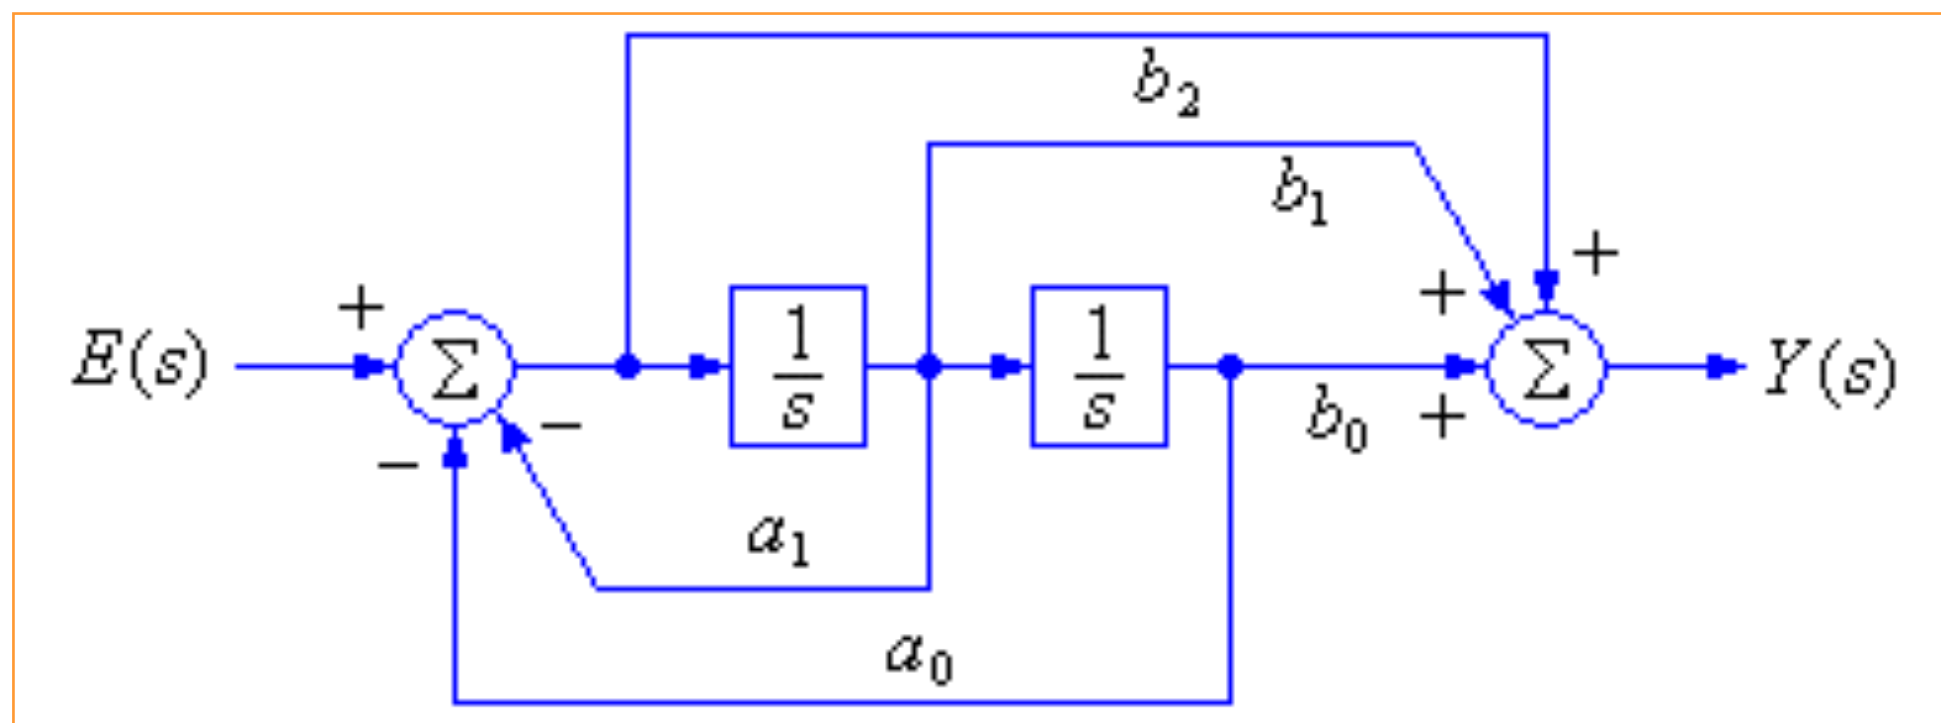 b₂
b₁
+
+ +
E(s) Σ 1/s 1/s Σ Y(s)
− b₀ +
−
a₁
a₀